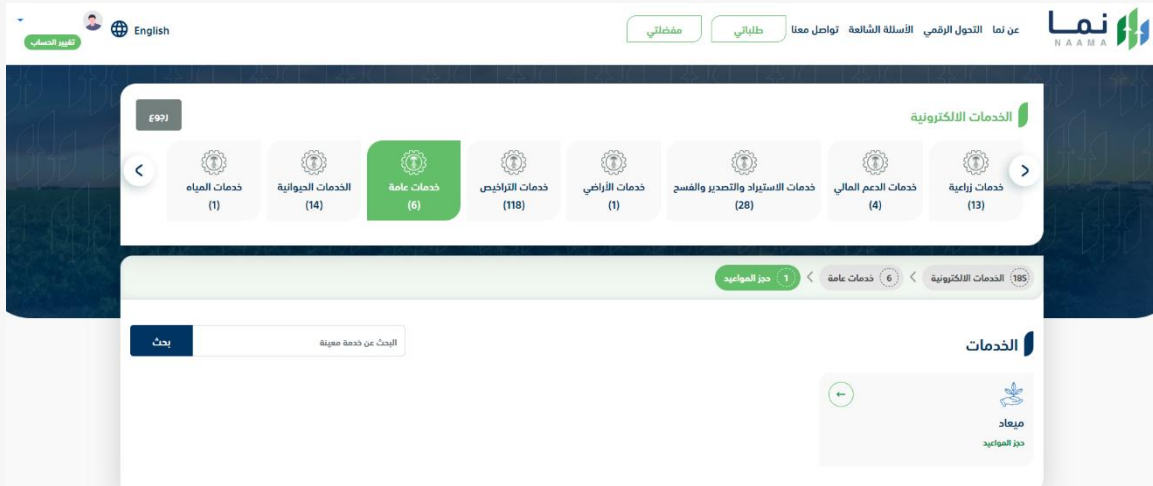 نما
NAAMA
عن نما
التحول الرقمي
الأسئلة الشائعة
تواصل معنا
طلباتي
مفضلتي
English
تغيير الحساب
الخدمات الالكترونية
رجوع
خدمات زراعية
(13)
خدمات الدعم المالي
(4)
خدمات الاستيراد والتصدير والفسح
(28)
خدمات الأراضي
(1)
خدمات التراخيص
(118)
خدمات عامة
(6)
الخدمات الحيوانية
(14)
خدمات المياه
(1)
185 الخدمات الالكترونية
6 خدمات عامة
1 حجز المواعيد
الخدمات
البحث عن خدمة معينة
بحث
ميعاد
حجز المواعيد